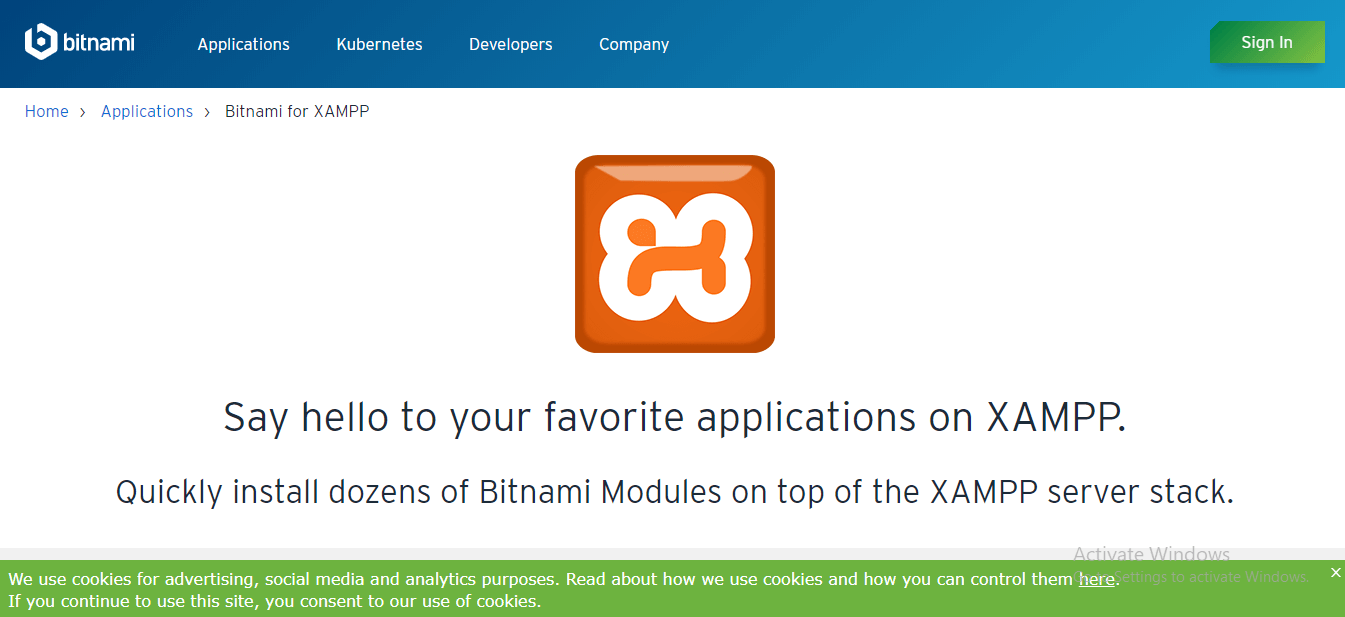 bitnami
Applications
Kubernetes
Developers
Company
Sign In
Home › Applications › Bitnami for XAMPP
Say hello to your favorite applications on XAMPP.
Quickly install dozens of Bitnami Modules on top of the XAMPP server stack.
Activate Windows
Go to Settings to activate Windows.
We use cookies for advertising, social media and analytics purposes. Read about how we use cookies and how you can control them here.
If you continue to use this site, you consent to our use of cookies.